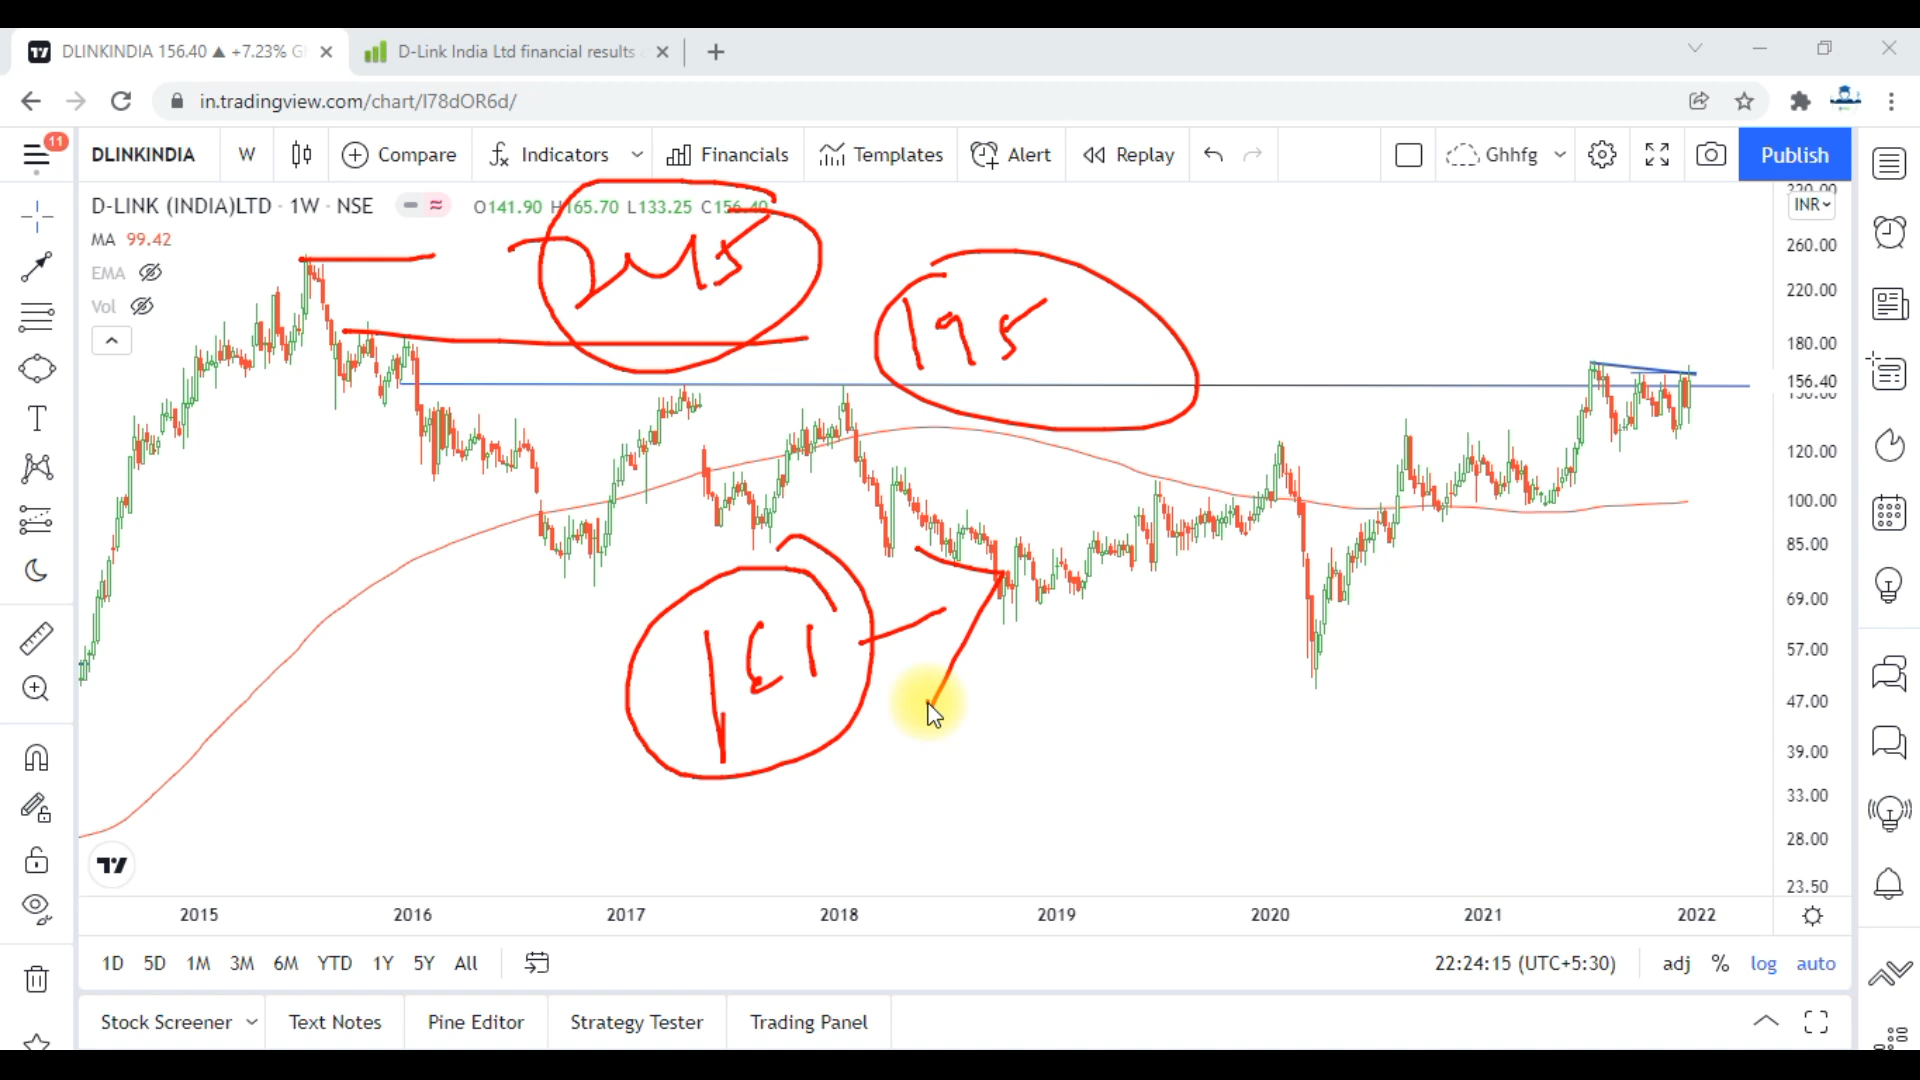 DLINKINDIA 156.40 ▲ +7.23% G
D-Link India Ltd financial results
in.tradingview.com/chart/I78dOR6d/
11
DLINKINDIA W Compare Indicators Financials Templates Alert Replay Ghhfg Publish
D-LINK (INDIA)LTD · 1W · NSE O141.90 H165.70 L133.25 C156.40
MA 99.42
EMA
Vol
INR
260.00
220.00
180.00
156.40
150.00
120.00
100.00
85.00
69.00
57.00
47.00
39.00
33.00
28.00
23.50
245
195
161
2015 2016 2017 2018 2019 2020 2021 2022
1D 5D 1M 3M 6M YTD 1Y 5Y All
22:24:15 (UTC+5:30) adj % log auto
Stock Screener Text Notes Pine Editor Strategy Tester Trading Panel